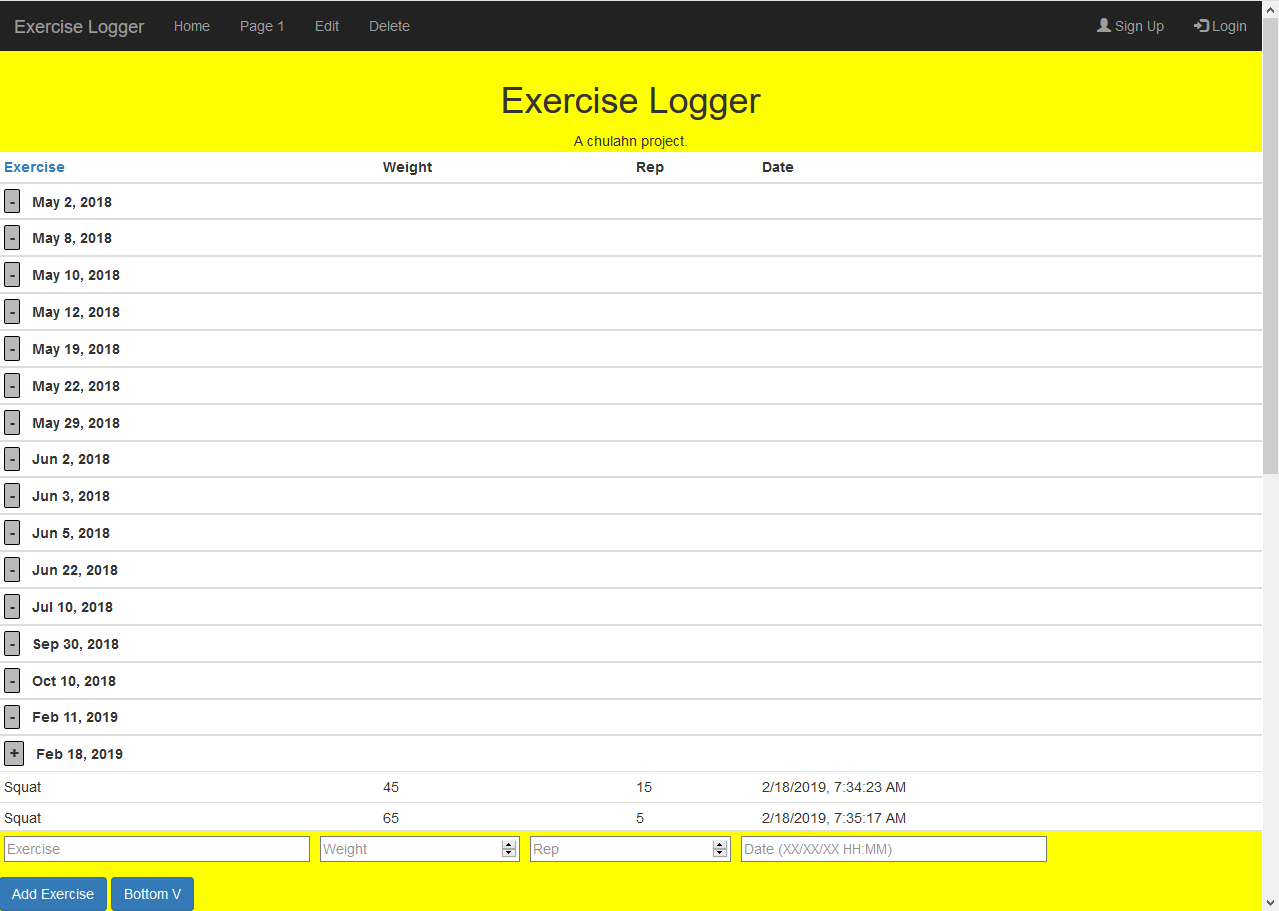 Exercise Logger Home Page 1 Edit Delete Sign Up Login
Exercise Logger
A chulahn project.
Exercise Weight Rep Date
- May 2, 2018
- May 8, 2018
- May 10, 2018
- May 12, 2018
- May 19, 2018
- May 22, 2018
- May 29, 2018
- Jun 2, 2018
- Jun 3, 2018
- Jun 5, 2018
- Jun 22, 2018
- Jul 10, 2018
- Sep 30, 2018
- Oct 10, 2018
- Feb 11, 2019
+ Feb 18, 2019
Squat 45 15 2/18/2019, 7:34:23 AM
Squat 65 5 2/18/2019, 7:35:17 AM
Exercise Weight Rep Date (XX/XX/XX HH:MM)
Add Exercise Bottom V